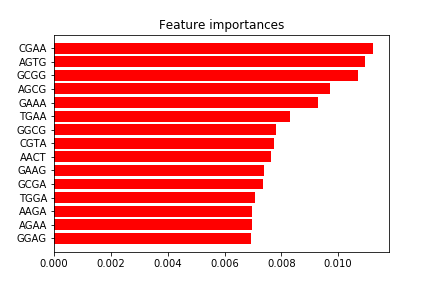 Feature importances
CGAA
AGTG
GCGG
AGCG
GAAA
TGAA
GGCG
CGTA
AACT
GAAG
GCGA
TGGA
AAGA
AGAA
GGAG
0.000 0.002 0.004 0.006 0.008 0.010